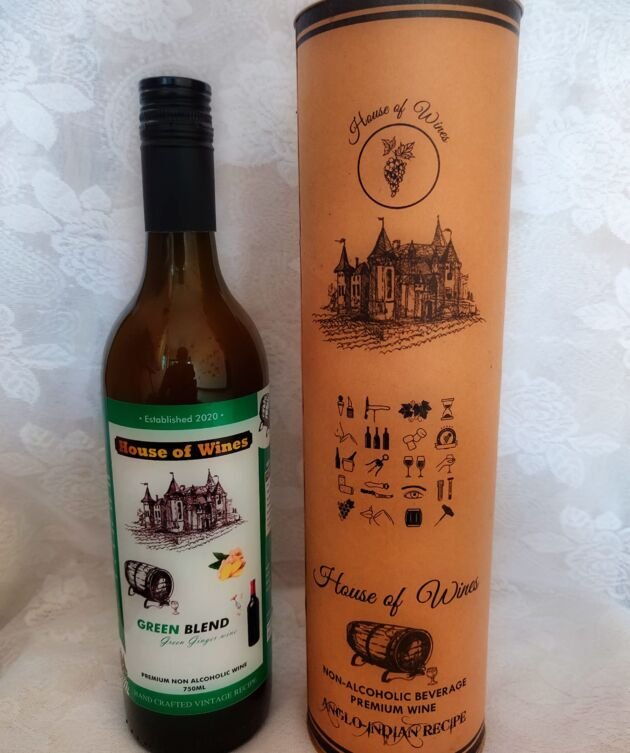 • Established 2020 •
House of Wines
GREEN BLEND
Green Ginger wine
PREMIUM NON ALCOHOLIC WINE
750ML
HAND CRAFTED VINTAGE RECIPE
House of Wines
House of Wines
NON-ALCOHOLIC BEVERAGE
PREMIUM WINE
ANGLO-INDIAN RECIPE